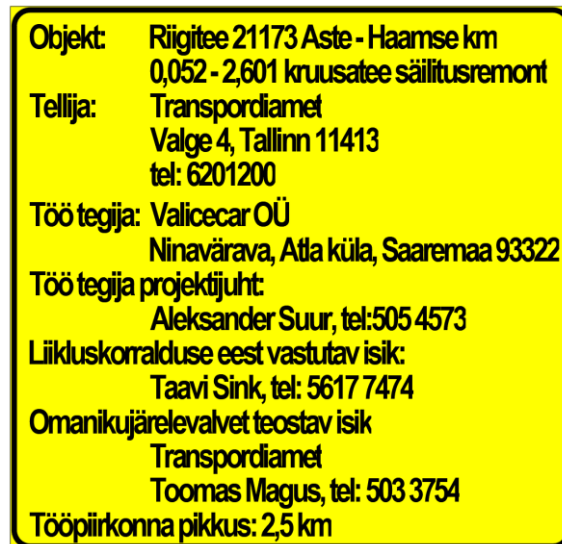 Objekt: Riigitee 21173 Aste - Haamse km
0,052 - 2,601 kruusatee säilitusremont
Tellija: Transpordiamet
Valge 4, Tallinn 11413
tel: 6201200
Töö tegija: Valicecar OÜ
Ninavärava, Atla küla, Saaremaa 93322
Töö tegija projektijuht:
Aleksander Suur, tel:505 4573
Liikluskorralduse eest vastutav isik:
Taavi Sink, tel: 5617 7474
Omanikujärelevalvet teostav isik
Transpordiamet
Toomas Magus, tel: 503 3754
Tööpiirkonna pikkus: 2,5 km